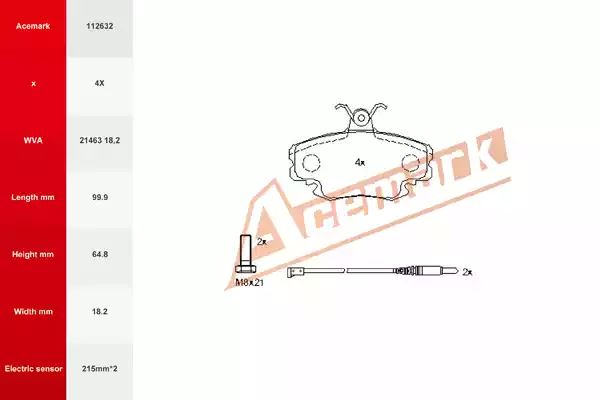 Acemark 112632
x 4X
WVA 21463 18,2
Length mm 99.9
Height mm 64.8
Width mm 18.2
Electric sensor 215mm*2
4x
Acemark
2x
M8x21
2x